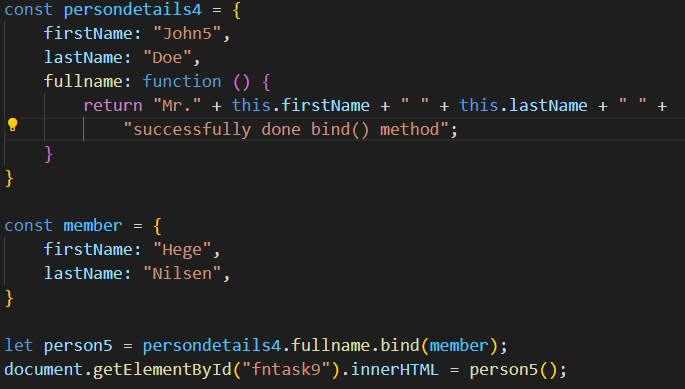 const persondetails4 = {
    firstName: "John5",
    lastName: "Doe",
    fullname: function () {
        return "Mr." + this.firstName + " " + this.lastName + " " +
            "successfully done bind() method";
    }
}

const member = {
    firstName: "Hege",
    lastName: "Nilsen",
}

let person5 = persondetails4.fullname.bind(member);
document.getElementById("fntask9").innerHTML = person5();